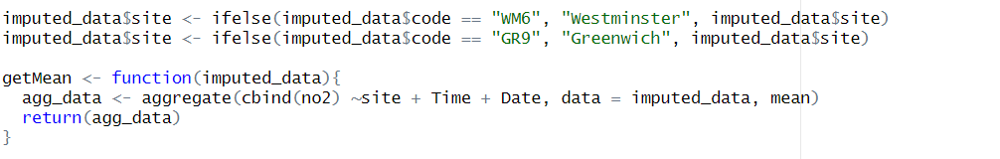 imputed_data$site <- ifelse(imputed_data$code == "WM6", "Westminster", imputed_data$site)
imputed_data$site <- ifelse(imputed_data$code == "GR9", "Greenwich", imputed_data$site)
getMean <- function(imputed_data){
agg_data <- aggregate(cbind(no2) ~site + Time + Date, data = imputed_data, mean)
return(agg_data)
}